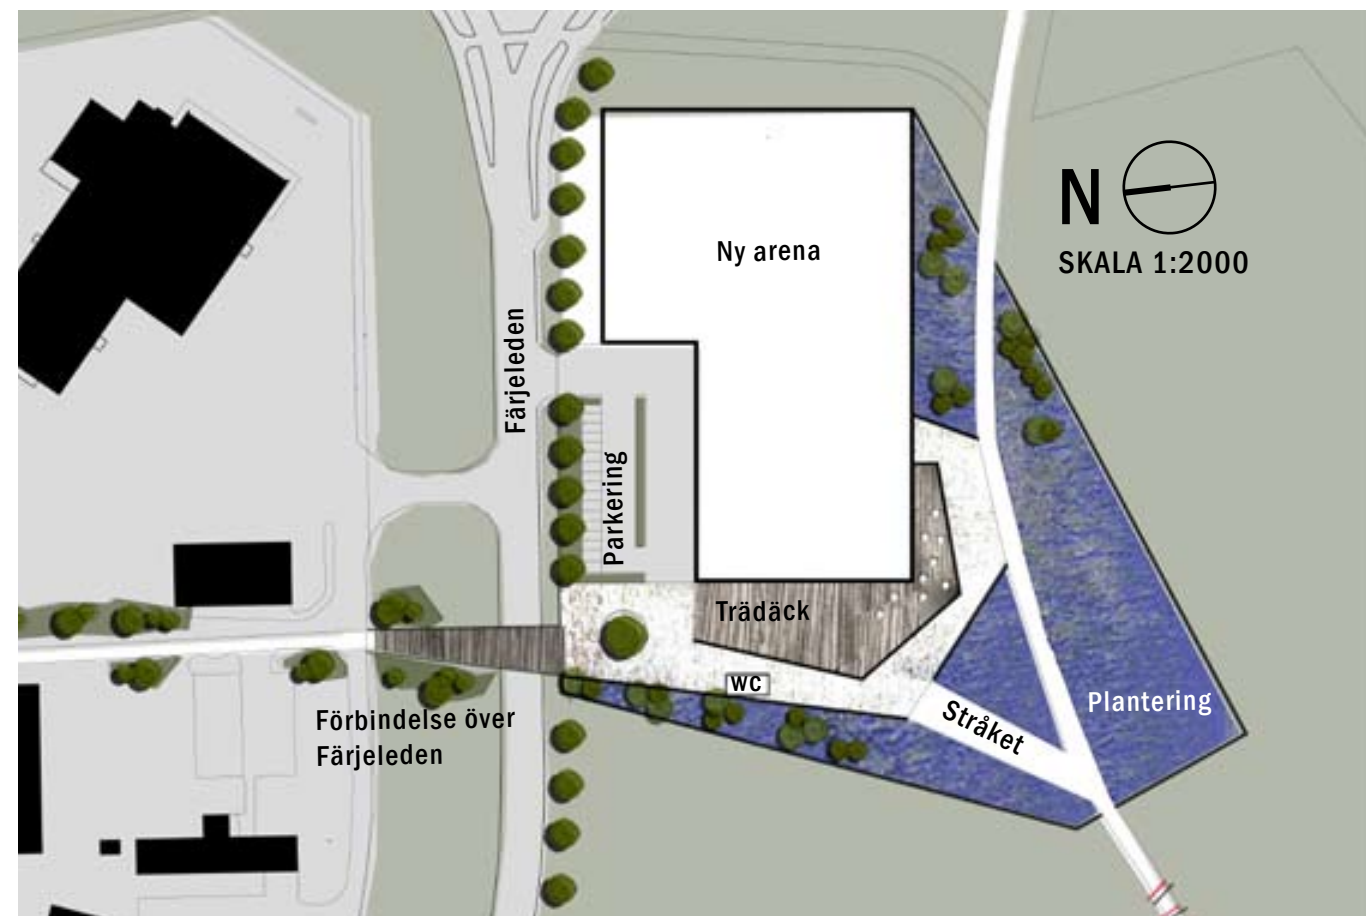 N
SKALA 1:2000
Ny arena
Färjeleden
Parkering
Trädäck
WC
Stråket
Plantering
Förbindelse över
Färjeleden